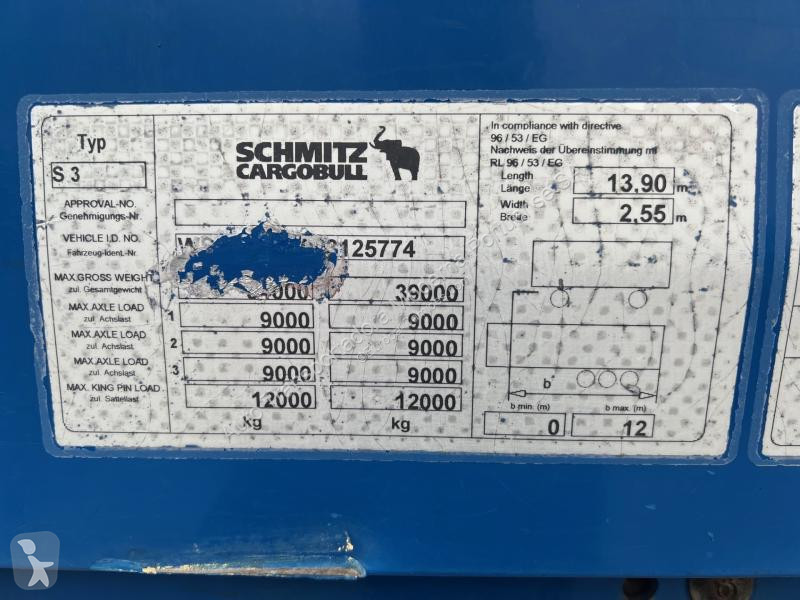 Typ
S 3
SCHMITZ
CARGOBULL
In compliance with directive
96 / 53 / EG
Nachweis der Übereinstimmung mi
RL 96 / 53 / EG
Length
Länge
13,90 m
Width
Breite
2,55 m
APPROVAL-NO.
Genehmigungs-Nr.
VEHICLE I.D. NO.
Fahrzeug-Ident.-Nr.
125774
MAX.GROSS WEIGHT
zul. Gesamtgewicht
39000
MAX.AXLE LOAD
zul. Achslast
1 9000 9000
MAX.AXLE LOAD
zul. Achslast
2 9000 9000
MAX.AXLE LOAD
zul. Achslast
3 9000 9000
MAX. KING PIN LOAD
zul. Sattellast
12000 12000
kg kg
b
b min. (m) b max. (m)
0 12